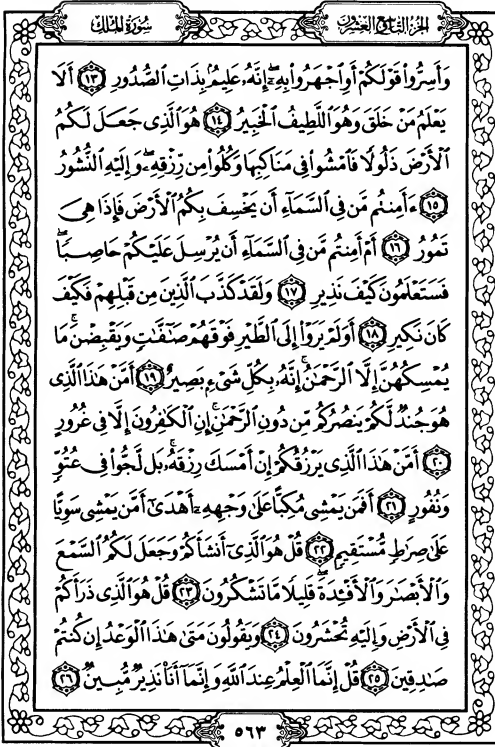 سورة الملك
الجزء التاسع والعشرون
وَأَسِرُّوا۟ قَوْلَكُمْ أَوِ ٱجْهَرُوا۟ بِهِۦٓ إِنَّهُۥ عَلِيمٌۢ بِذَاتِ ٱلصُّدُورِ ١٣ أَلَا
يَعْلَمُ مَنْ خَلَقَ وَهُوَ ٱللَّطِيفُ ٱلْخَبِيرُ ١٤ هُوَ ٱلَّذِى جَعَلَ لَكُمُ
ٱلْأَرْضَ ذَلُولًا فَٱمْشُوا۟ فِى مَنَاكِبِهَا وَكُلُوا۟ مِن رِّزْقِهِۦ وَإِلَيْهِ ٱلنُّشُورُ
١٥ ءَأَمِنتُم مَّن فِى ٱلسَّمَآءِ أَن يَخْسِفَ بِكُمُ ٱلْأَرْضَ فَإِذَا هِىَ
تَمُورُ ١٦ أَمْ أَمِنتُم مَّن فِى ٱلسَّمَآءِ أَن يُرْسِلَ عَلَيْكُمْ حَاصِبًا
فَسَتَعْلَمُونَ كَيْفَ نَذِيرِ ١٧ وَلَقَدْ كَذَّبَ ٱلَّذِينَ مِن قَبْلِهِمْ فَكَيْفَ
كَانَ نَكِيرِ ١٨ أَوَلَمْ يَرَوْا۟ إِلَى ٱلطَّيْرِ فَوْقَهُمْ صَٰٓفَّٰتٍ وَيَقْبِضْنَ مَا
يُمْسِكُهُنَّ إِلَّا ٱلرَّحْمَٰنُ إِنَّهُۥ بِكُلِّ شَىْءٍۭ بَصِيرٌ ١٩ أَمَّنْ هَٰذَا ٱلَّذِى
هُوَ جُندٌ لَّكُمْ يَنصُرُكُم مِّن دُونِ ٱلرَّحْمَٰنِ إِنِ ٱلْكَٰفِرُونَ إِلَّا فِى غُرُورٍ
٢٠ أَمَّنْ هَٰذَا ٱلَّذِى يَرْزُقُكُمْ إِنْ أَمْسَكَ رِزْقَهُۥ بَل لَّجُّوا۟ فِى عُتُوٍّ
وَنُفُورٍ ٢١ أَفَمَن يَمْشِى مُكِبًّا عَلَىٰ وَجْهِهِۦٓ أَهْدَىٰٓ أَمَّن يَمْشِى سَوِيًّا
عَلَىٰ صِرَٰطٍ مُّسْتَقِيمٍ ٢٢ قُلْ هُوَ ٱلَّذِىٓ أَنشَأَكُمْ وَجَعَلَ لَكُمُ ٱلسَّمْعَ
وَٱلْأَبْصَٰرَ وَٱلْأَفْـِٔدَةَ قَلِيلًا مَّا تَشْكُرُونَ ٢٣ قُلْ هُوَ ٱلَّذِى ذَرَأَكُمْ
فِى ٱلْأَرْضِ وَإِلَيْهِ تُحْشَرُونَ ٢٤ وَيَقُولُونَ مَتَىٰ هَٰذَا ٱلْوَعْدُ إِن كُنتُمْ
صَٰدِقِينَ ٢٥ قُلْ إِنَّمَا ٱلْعِلْمُ عِندَ ٱللَّهِ وَإِنَّمَآ أَنَا۠ نَذِيرٌ مُّبِينٌ ٢٦
٥٦٣